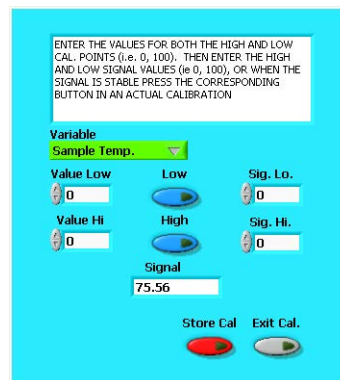 ENTER THE VALUES FOR BOTH THE HIGH AND LOW
CAL. POINTS (i.e. 0, 100). THEN ENTER THE HIGH
AND LOW SIGNAL VALUES (ie 0, 100), OR WHEN THE
SIGNAL IS STABLE PRESS THE CORRESPONDING
BUTTON IN AN ACTUAL CALIBRATION
Variable
Sample Temp.
Value Low Low Sig. Lo.
0 0
Value Hi High Sig. Hi.
0 0
Signal
75.56
Store Cal Exit Cal.